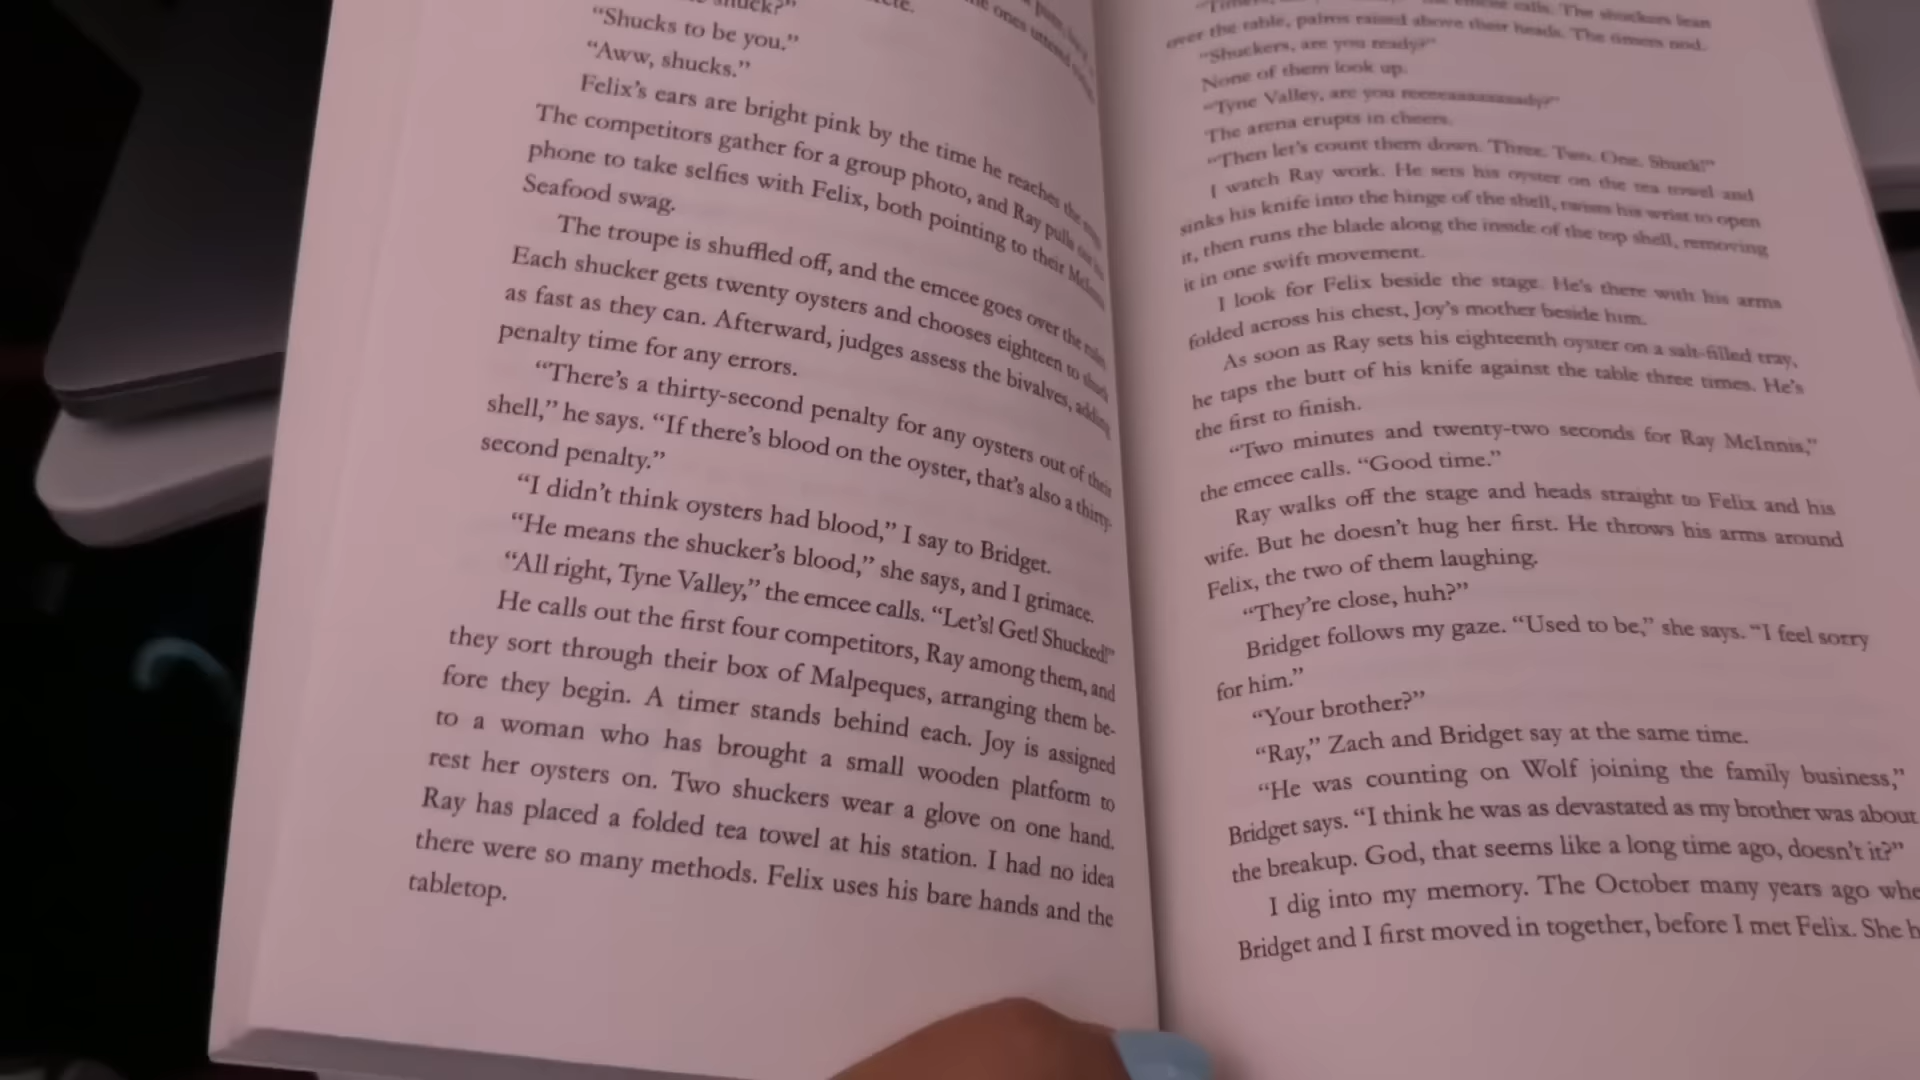 shuck?"
"Shucks to be you."
"Aww, shucks."
Felix's ears are bright pink by the time he reaches the
The competitors gather for a group photo, and Ray pulls out his
phone to take selfies with Felix, both pointing to their McInnis
Seafood swag.
The troupe is shuffled off, and the emcee goes over the rules.
Each shucker gets twenty oysters and chooses eighteen to shuck
as fast as they can. Afterward, judges assess the bivalves, adding
penalty time for any errors.
"There's a thirty-second penalty for any oysters out of their
shell," he says. "If there's blood on the oyster, that's also a thirty-
second penalty."
"I didn't think oysters had blood," I say to Bridget.
"He means the shucker's blood," she says, and I grimace.
"All right, Tyne Valley," the emcee calls. "Let's! Get! Shucked!"
He calls out the first four competitors, Ray among them, and
they sort through their box of Malpeques, arranging them be-
fore they begin. A timer stands behind each. Joy is assigned
to a woman who has brought a small wooden platform to
rest her oysters on. Two shuckers wear a glove on one hand.
Ray has placed a folded tea towel at his station. I had no idea
there were so many methods. Felix uses his bare hands and the
tabletop.
calls. The shuckers lean
over the table, palms raised above their heads. The timers nod.
"Shuckers, are you ready?"
None of them look up.
"Tyne Valley, are you
The arena erupts in cheers.
"Then let's count them down. Three. Two. One. Shuck!"
I watch Ray work. He sets his oyster on the tea towel and
sinks his knife into the hinge of the shell, twists his wrist to open
it, then runs the blade along the inside of the top shell, removing
it in one swift movement.
I look for Felix beside the stage. He's there with his arms
folded across his chest, Joy's mother beside him.
As soon as Ray sets his eighteenth oyster on a salt-filled tray,
he taps the butt of his knife against the table three times. He's
the first to finish.
"Two minutes and twenty-two seconds for Ray McInnis,"
the emcee calls. "Good time."
Ray walks off the stage and heads straight to Felix and his
wife. But he doesn't hug her first. He throws his arms around
Felix, the two of them laughing.
"They're close, huh?"
Bridget follows my gaze. "Used to be," she says. "I feel sorry
for him."
"Your brother?"
"Ray," Zach and Bridget say at the same time.
"He was counting on Wolf joining the family business,"
Bridget says. "I think he was as devastated as my brother was about
the breakup. God, that seems like a long time ago, doesn't it?"
I dig into my memory. The October many years ago
Bridget and I first moved in together, before I met Felix. She